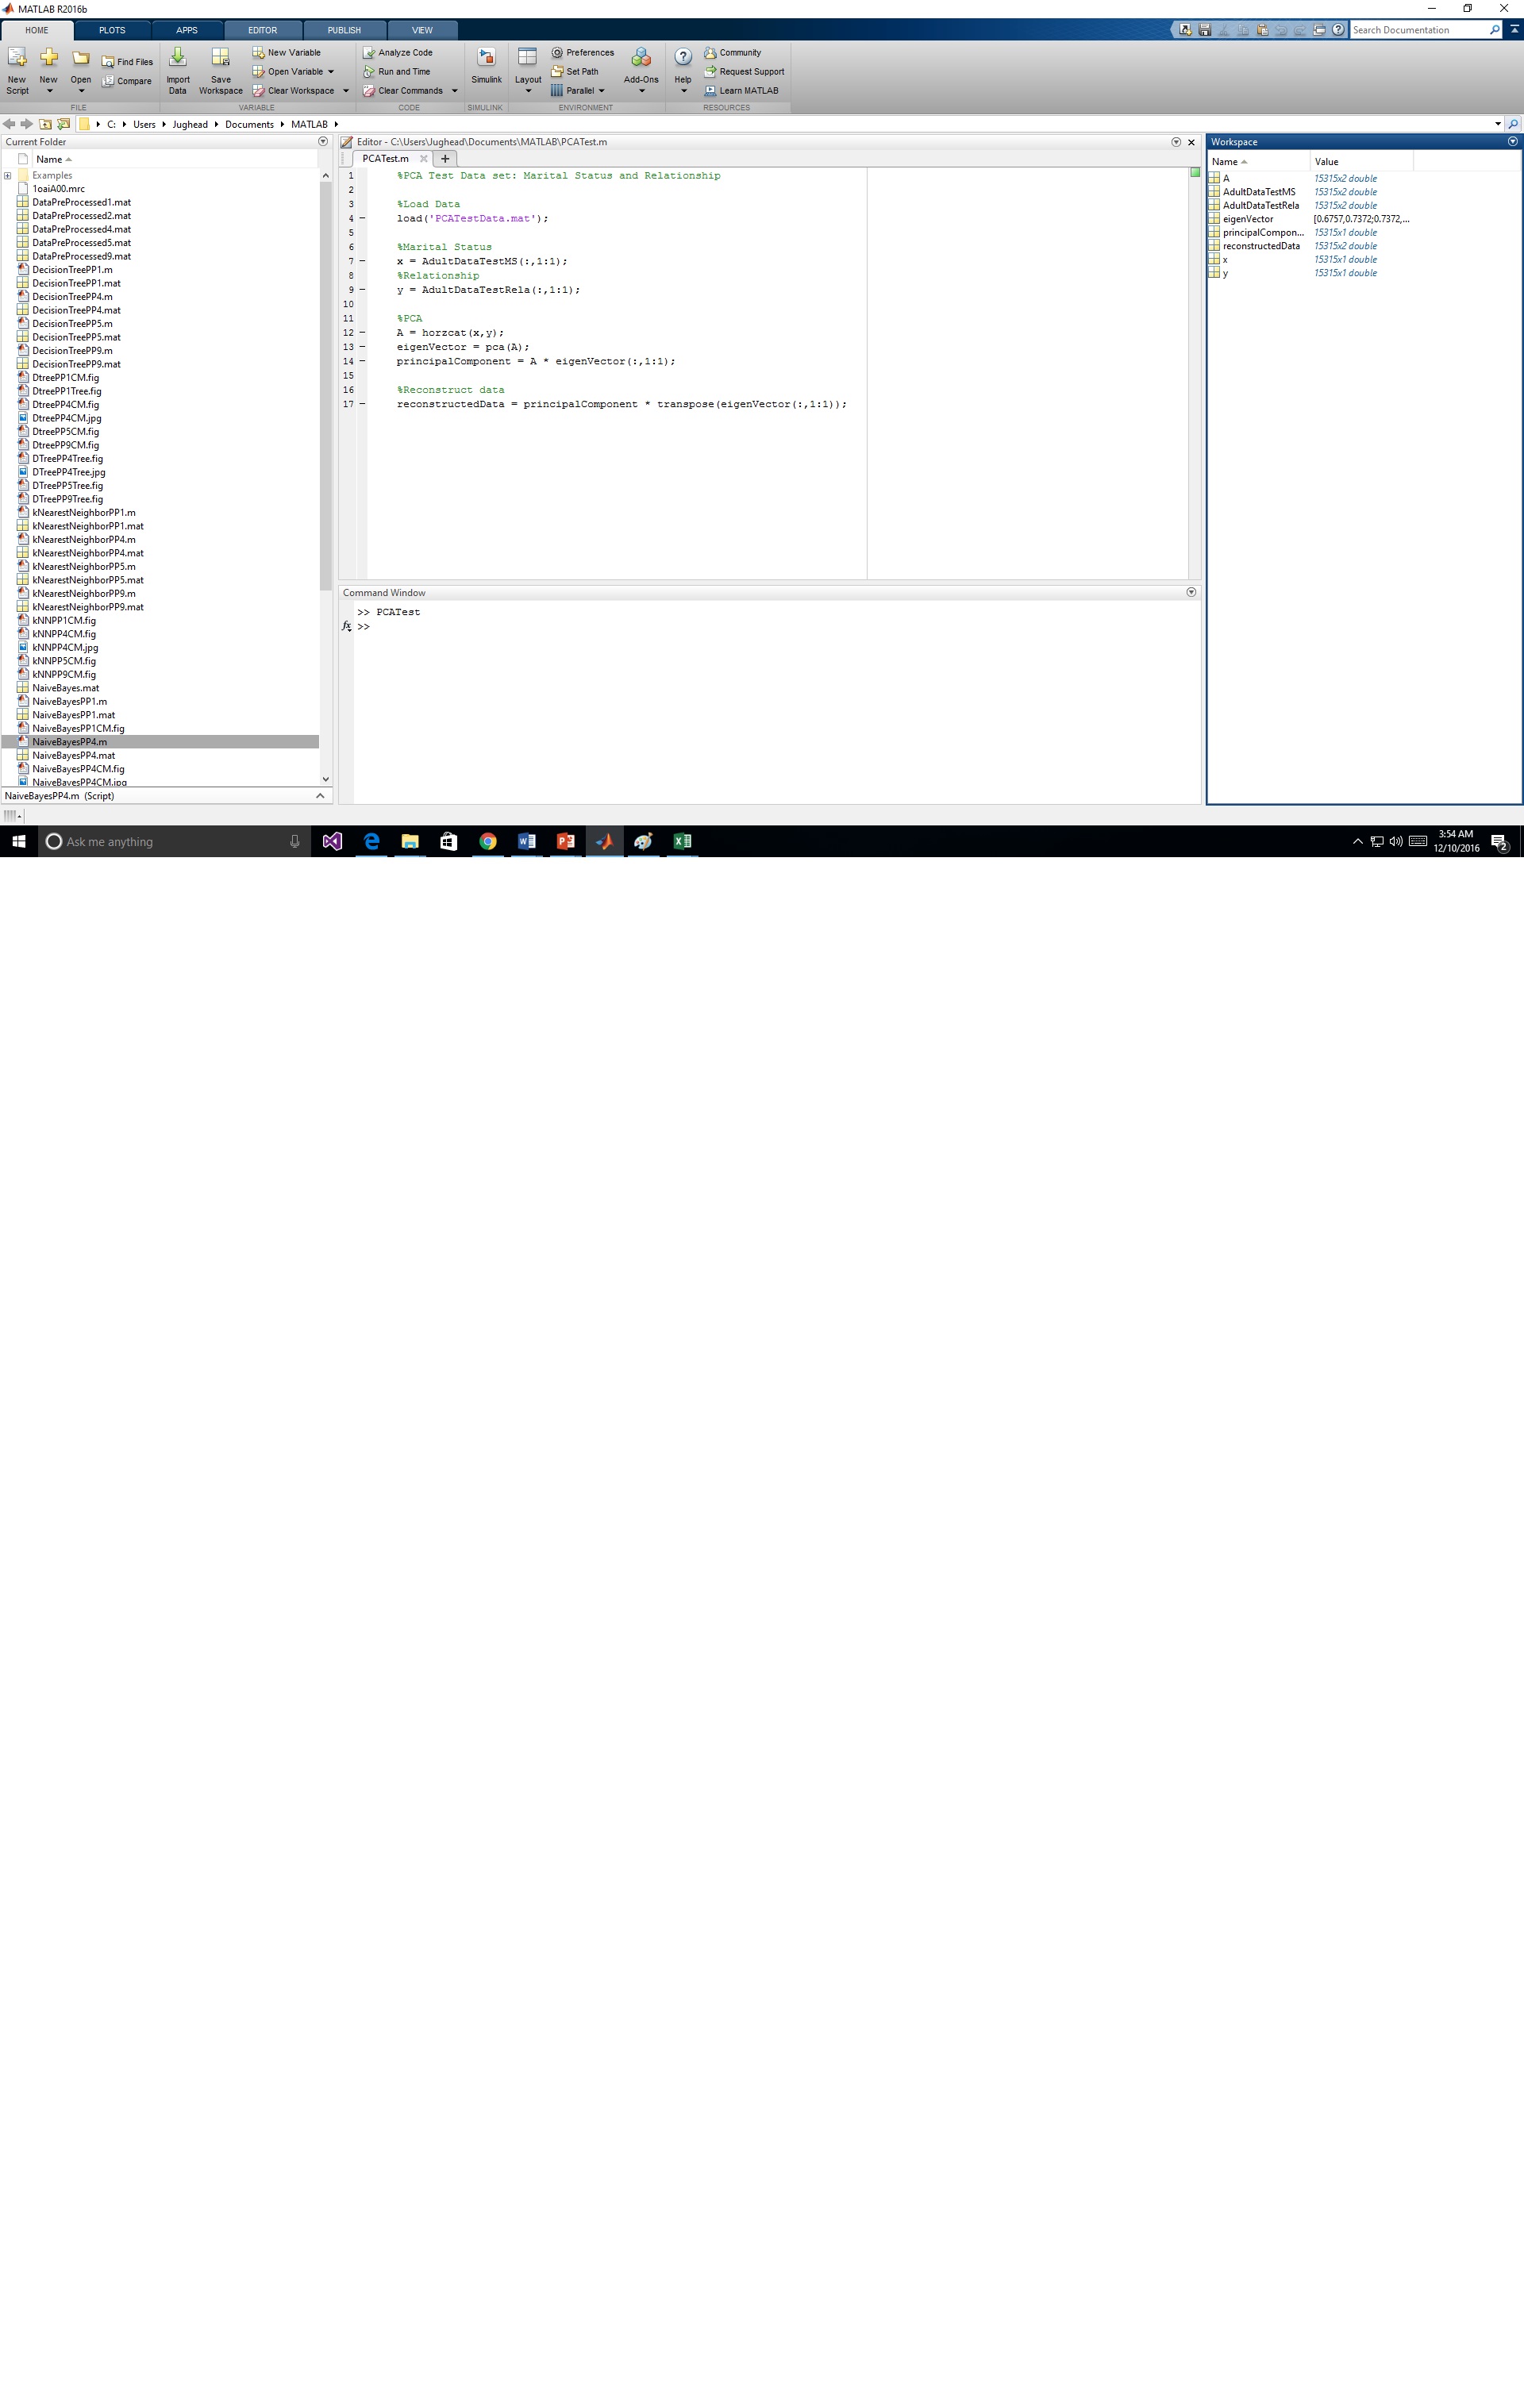 MATLAB R2016b
HOME PLOTS APPS EDITOR PUBLISH VIEW
Search Documentation
New Script
New
Open
Find Files
Compare
FILE
Import Data
Save Workspace
New Variable
Open Variable
Clear Workspace
VARIABLE
Analyze Code
Run and Time
Clear Commands
CODE
Simulink
SIMULINK
Layout
Preferences
Set Path
Parallel
Add-Ons
ENVIRONMENT
Help
Community
Request Support
Learn MATLAB
RESOURCES
C: Users Jughead Documents MATLAB
Current Folder
Name
Examples
1oaiA00.mrc
DataPreProcessed1.mat
DataPreProcessed2.mat
DataPreProcessed4.mat
DataPreProcessed5.mat
DataPreProcessed9.mat
DecisionTreePP1.m
DecisionTreePP1.mat
DecisionTreePP4.m
DecisionTreePP4.mat
DecisionTreePP5.m
DecisionTreePP5.mat
DecisionTreePP9.m
DecisionTreePP9.mat
DtreePP1CM.fig
DtreePP1Tree.fig
DtreePP4CM.fig
DtreePP4CM.jpg
DtreePP5CM.fig
DtreePP9CM.fig
DTreePP4Tree.fig
DTreePP4Tree.jpg
DTreePP5Tree.fig
DTreePP9Tree.fig
kNearestNeighborPP1.m
kNearestNeighborPP1.mat
kNearestNeighborPP4.m
kNearestNeighborPP4.mat
kNearestNeighborPP5.m
kNearestNeighborPP5.mat
kNearestNeighborPP9.m
kNearestNeighborPP9.mat
kNNPP1CM.fig
kNNPP4CM.fig
kNNPP4CM.jpg
kNNPP5CM.fig
kNNPP9CM.fig
NaiveBayes.mat
NaiveBayesPP1.m
NaiveBayesPP1.mat
NaiveBayesPP1CM.fig
NaiveBayesPP4.m
NaiveBayesPP4.mat
NaiveBayesPP4CM.fig
NaiveBayesPP4CM.jpg
NaiveBayesPP4.m (Script)
Editor - C:\Users\Jughead\Documents\MATLAB\PCATest.m
PCATest.m
1 %PCA Test Data set: Marital Status and Relationship
2
3 %Load Data
4 – load('PCATestData.mat');
5
6 %Marital Status
7 – x = AdultDataTestMS(:,1:1);
8 %Relationship
9 – y = AdultDataTestRela(:,1:1);
10
11 %PCA
12 – A = horzcat(x,y);
13 – eigenVector = pca(A);
14 – principalComponent = A * eigenVector(:,1:1);
15
16 %Reconstruct data
17 – reconstructedData = principalComponent * transpose(eigenVector(:,1:1));
Command Window
>> PCATest
fx >>
Workspace
Name Value
A 15315x2 double
AdultDataTestMS 15315x2 double
AdultDataTestRela 15315x2 double
eigenVector [0.6757,0.7372;0.7372,...
principalCompon... 15315x1 double
reconstructedData 15315x2 double
x 15315x1 double
y 15315x1 double
Ask me anything
3:54 AM
12/10/2016
2